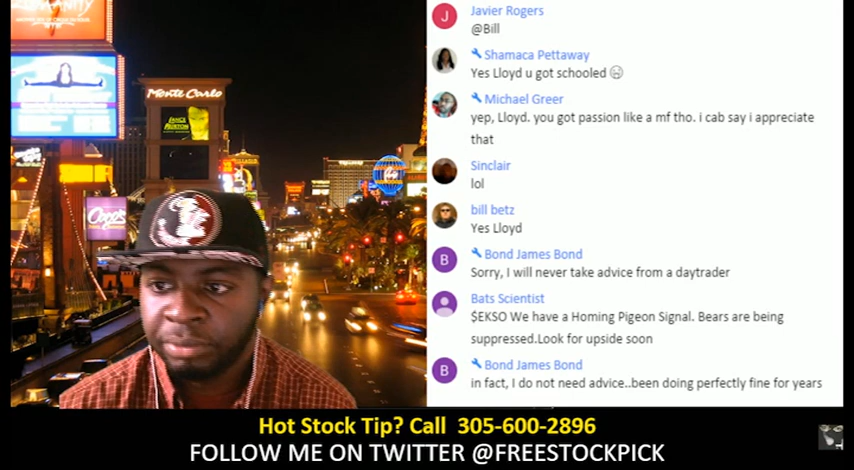 HUMANITY
Monte Carlo
LANCE
BURTON
Javier Rogers
@Bill
Shamaca Pettaway
Yes Lloyd u got schooled
Michael Greer
yep, Lloyd. you got passion like a mf tho. i cab say i appreciate
that
Sinclair
lol
bill betz
Yes Lloyd
B
Bond James Bond
Sorry, I will never take advice from a daytrader
Bats Scientist
$EKSO We have a Homing Pigeon Signal. Bears are being
suppressed.Look for upside soon
B
Bond James Bond
in fact, I do not need advice..been doing perfectly fine for years
J
Hot Stock Tip? Call 305-600-2896
FOLLOW ME ON TWITTER @FREESTOCKPICK